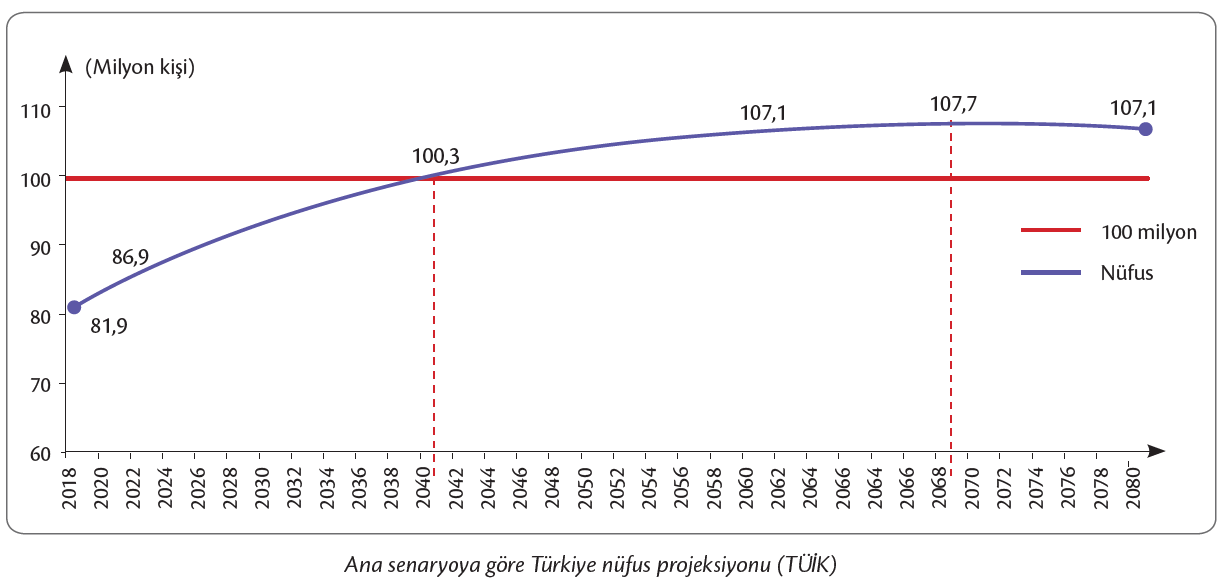 (Milyon kişi)
110
100
90
80
70
60
81,9
86,9
100,3
107,1
107,7
107,1
100 milyon
Nüfus
2018 2020 2022 2024 2026 2028 2030 2032 2034 2036 2038 2040 2042 2044 2046 2048 2050 2052 2054 2056 2058 2060 2062 2064 2066 2066 2068 2070 2072 2074 2076 2078 2080
Ana senaryoya göre Türkiye nüfus projeksiyonu (TÜİK)